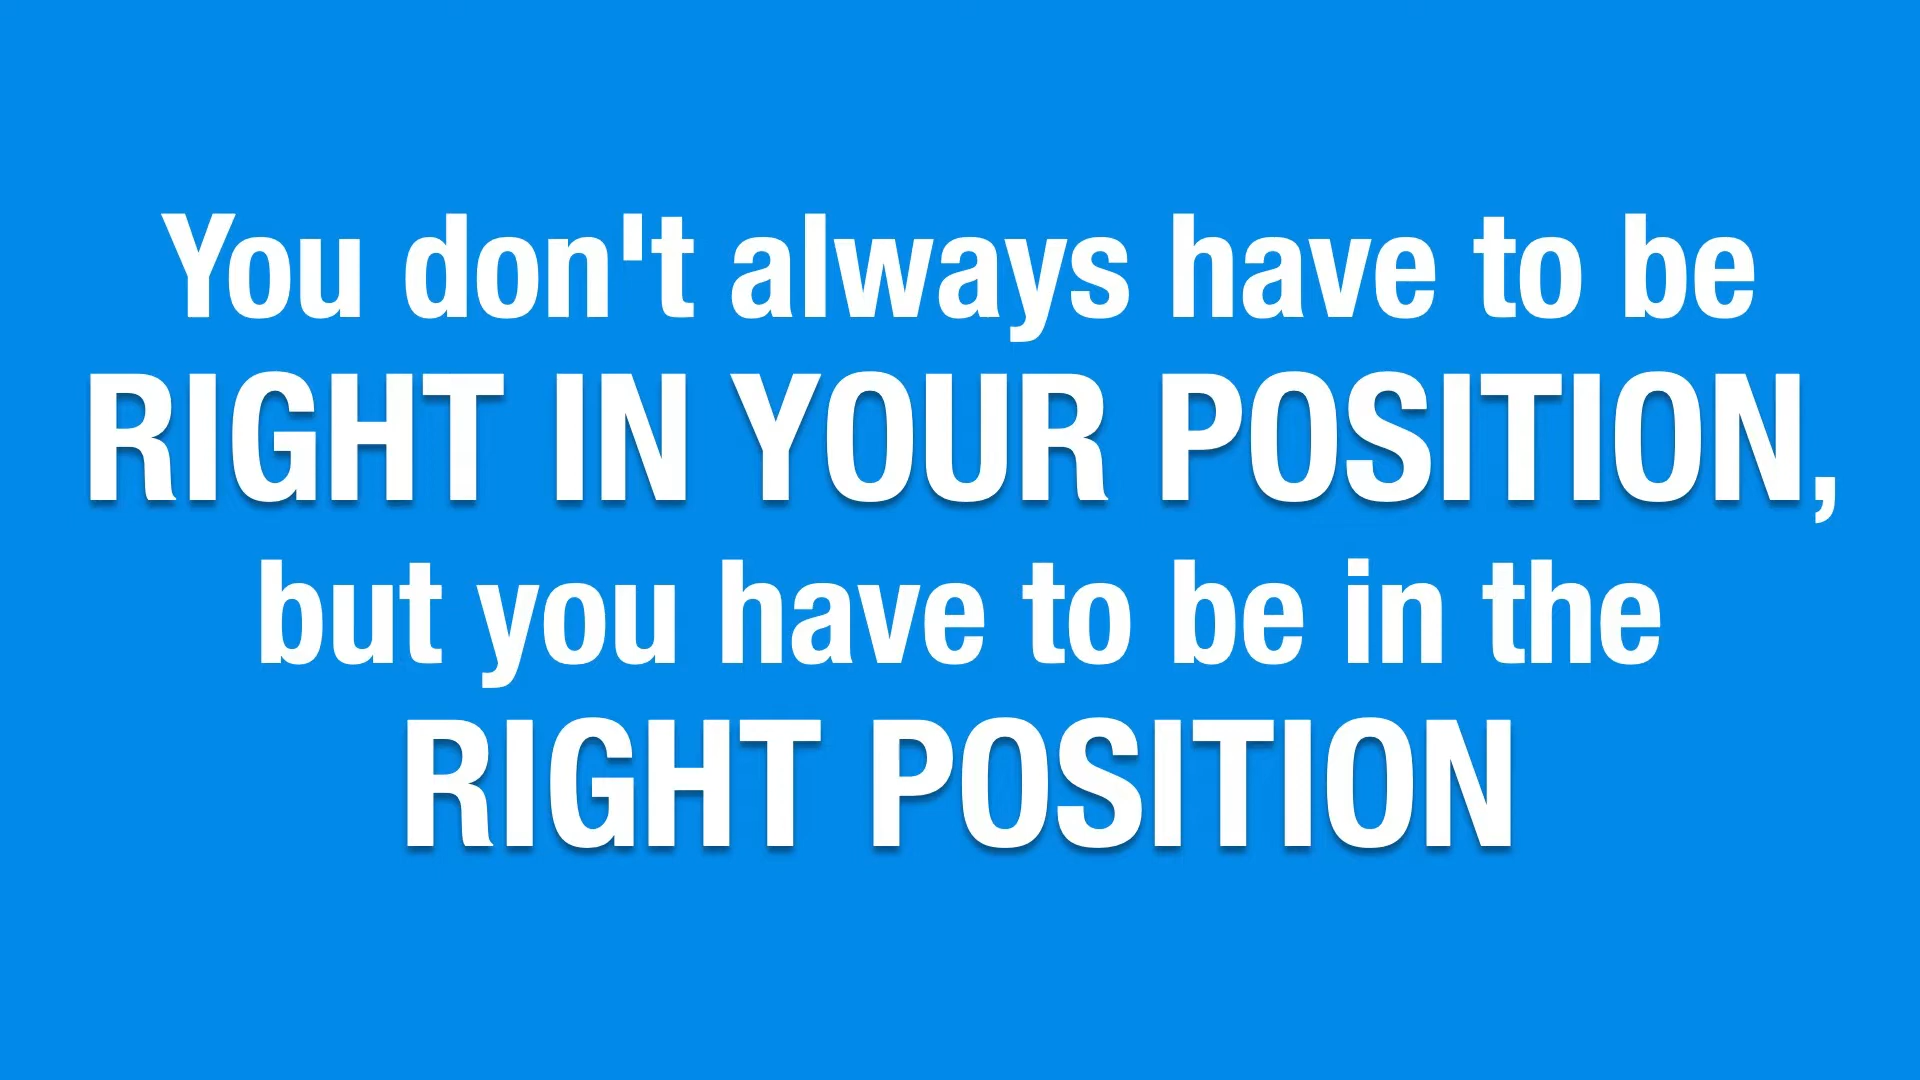 You don't always have to be
RIGHT IN YOUR POSITION,
but you have to be in the
RIGHT POSITION